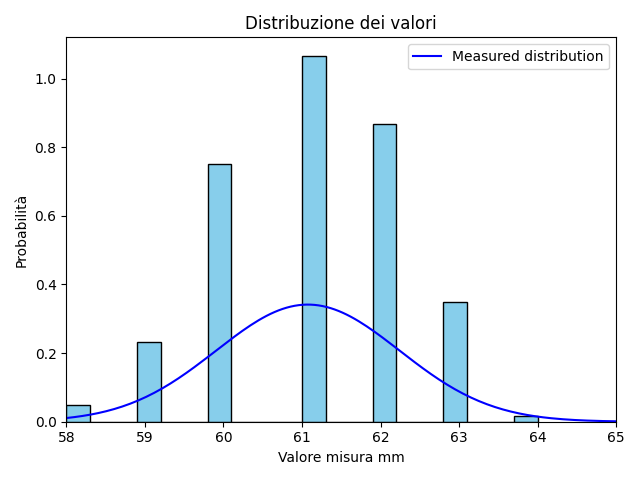 Distribuzione dei valori
Measured distribution
Probabilità
1.0
0.8
0.6
0.4
0.2
0.0
58 59 60 61 62 63 64 65
Valore misura mm